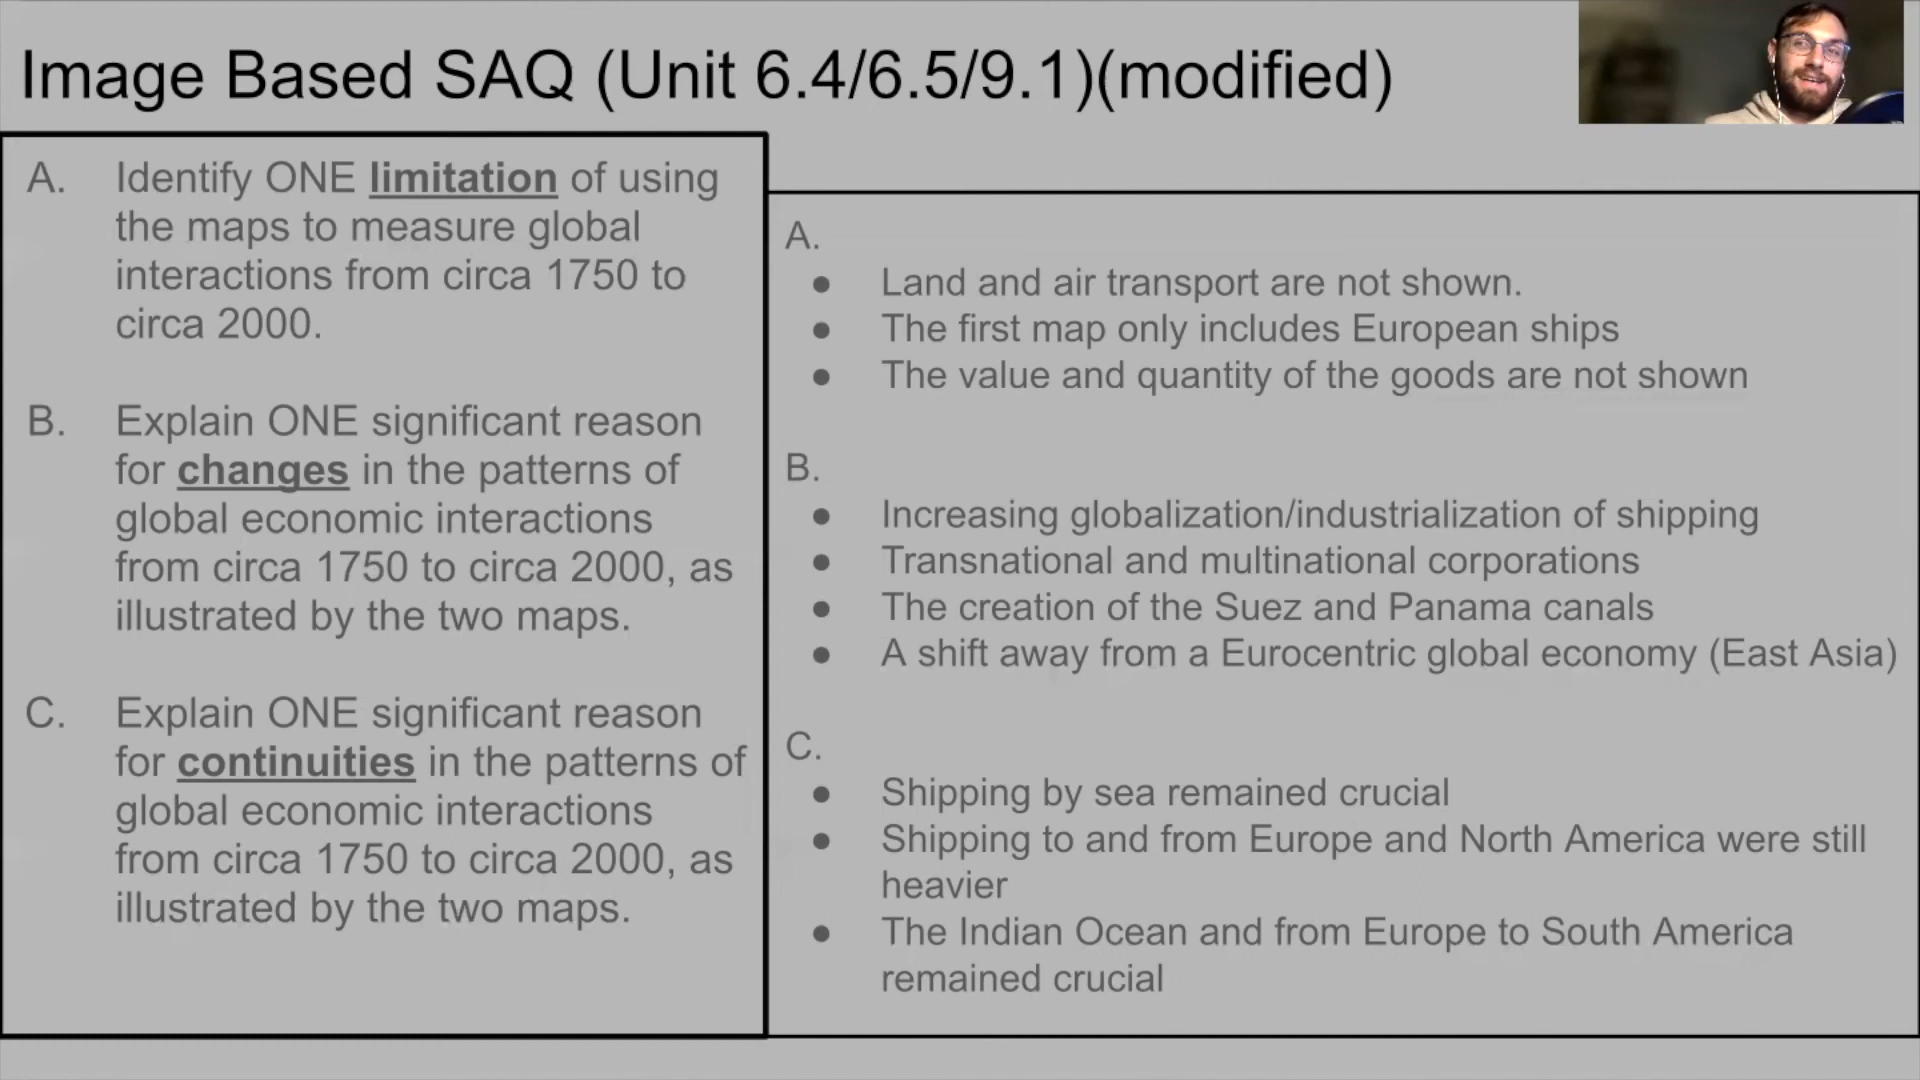 Image Based SAQ (Unit 6.4/6.5/9.1)(modified)
A. Identify ONE limitation of using
the maps to measure global
interactions from circa 1750 to
circa 2000.
B. Explain ONE significant reason
for changes in the patterns of
global economic interactions
from circa 1750 to circa 2000, as
illustrated by the two maps.
C. Explain ONE significant reason
for continuities in the patterns of
global economic interactions
from circa 1750 to circa 2000, as
illustrated by the two maps.
A.
● Land and air transport are not shown.
● The first map only includes European ships
● The value and quantity of the goods are not shown
B.
● Increasing globalization/industrialization of shipping
● Transnational and multinational corporations
● The creation of the Suez and Panama canals
● A shift away from a Eurocentric global economy (East Asia)
C.
● Shipping by sea remained crucial
● Shipping to and from Europe and North America were still
heavier
● The Indian Ocean and from Europe to South America
remained crucial